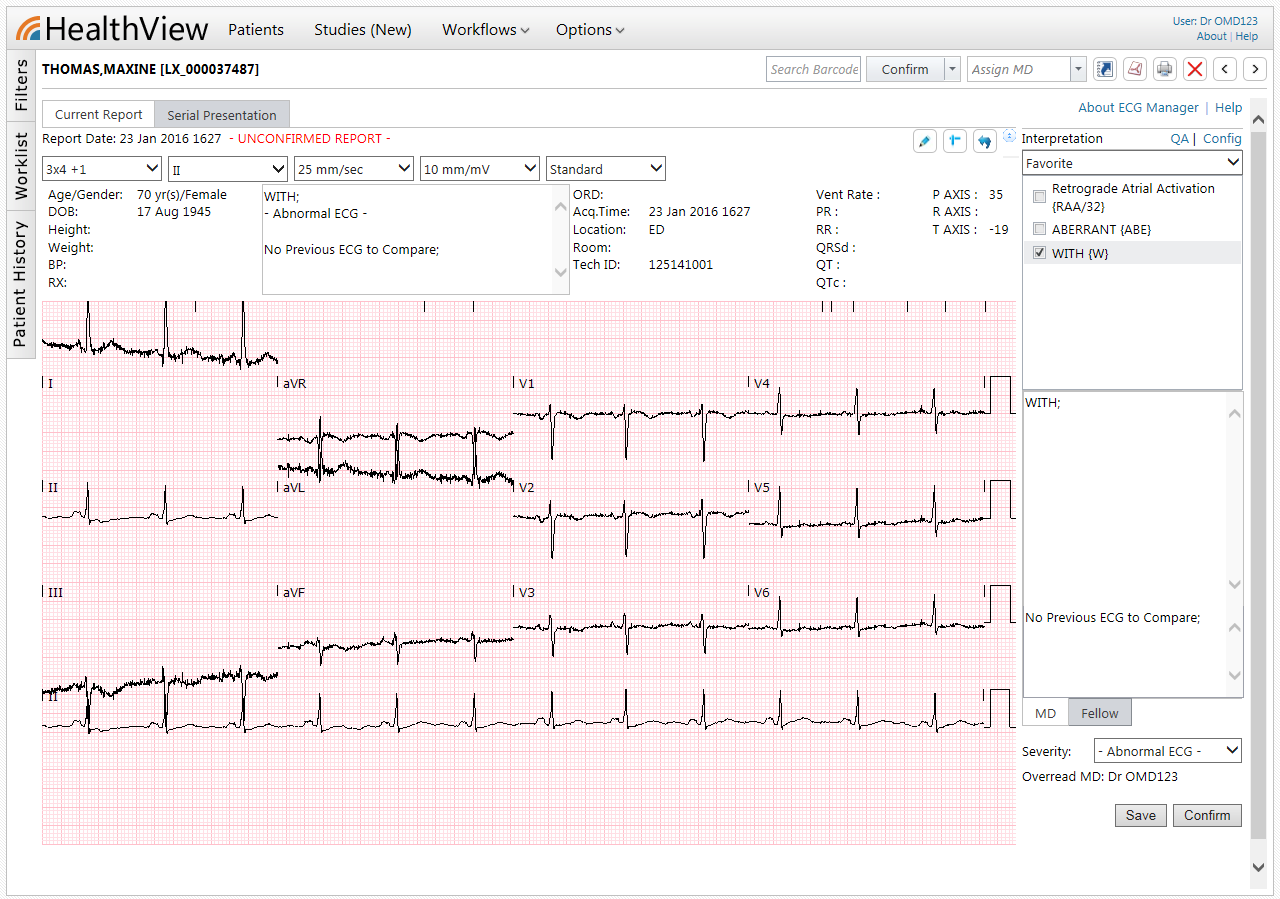 HealthView Patients Studies (New) Workflows Options
User: Dr OMD123
About | Help
Filters
Worklist
Patient History
THOMAS,MAXINE [LX_000037487]
Search Barcode Confirm Assign MD
Current Report Serial Presentation
About ECG Manager | Help
Report Date: 23 Jan 2016 1627 - UNCONFIRMED REPORT -
Interpretation QA | Config
3x4 +1 II 25 mm/sec 10 mm/mV Standard
Favorite
Age/Gender: 70 yr(s)/Female
DOB: 17 Aug 1945
Height:
Weight:
BP:
RX:
WITH;
- Abnormal ECG -
No Previous ECG to Compare;
ORD:
Acq.Time: 23 Jan 2016 1627
Location: ED
Room:
Tech ID: 125141001
Vent Rate : P AXIS : 35
PR : R AXIS :
RR : T AXIS : -19
QRSd :
QT :
QTc :
Retrograde Atrial Activation
{RAA/32}
ABERRANT {ABE}
WITH {W}
I aVR V1 V4
II aVL V2 V5
III aVF V3 V6
II
WITH;
No Previous ECG to Compare;
MD Fellow
Severity: - Abnormal ECG -
Overread MD: Dr OMD123
Save Confirm